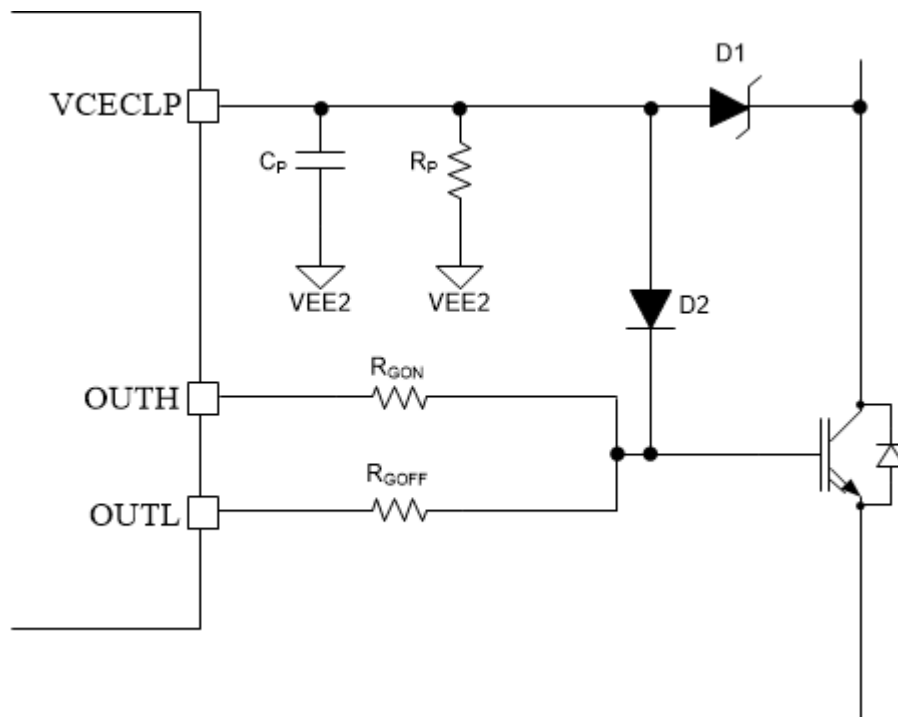 D1
VCECLP
CP
RP
VEE2
VEE2
D2
RGON
OUTH
RGOFF
OUTL